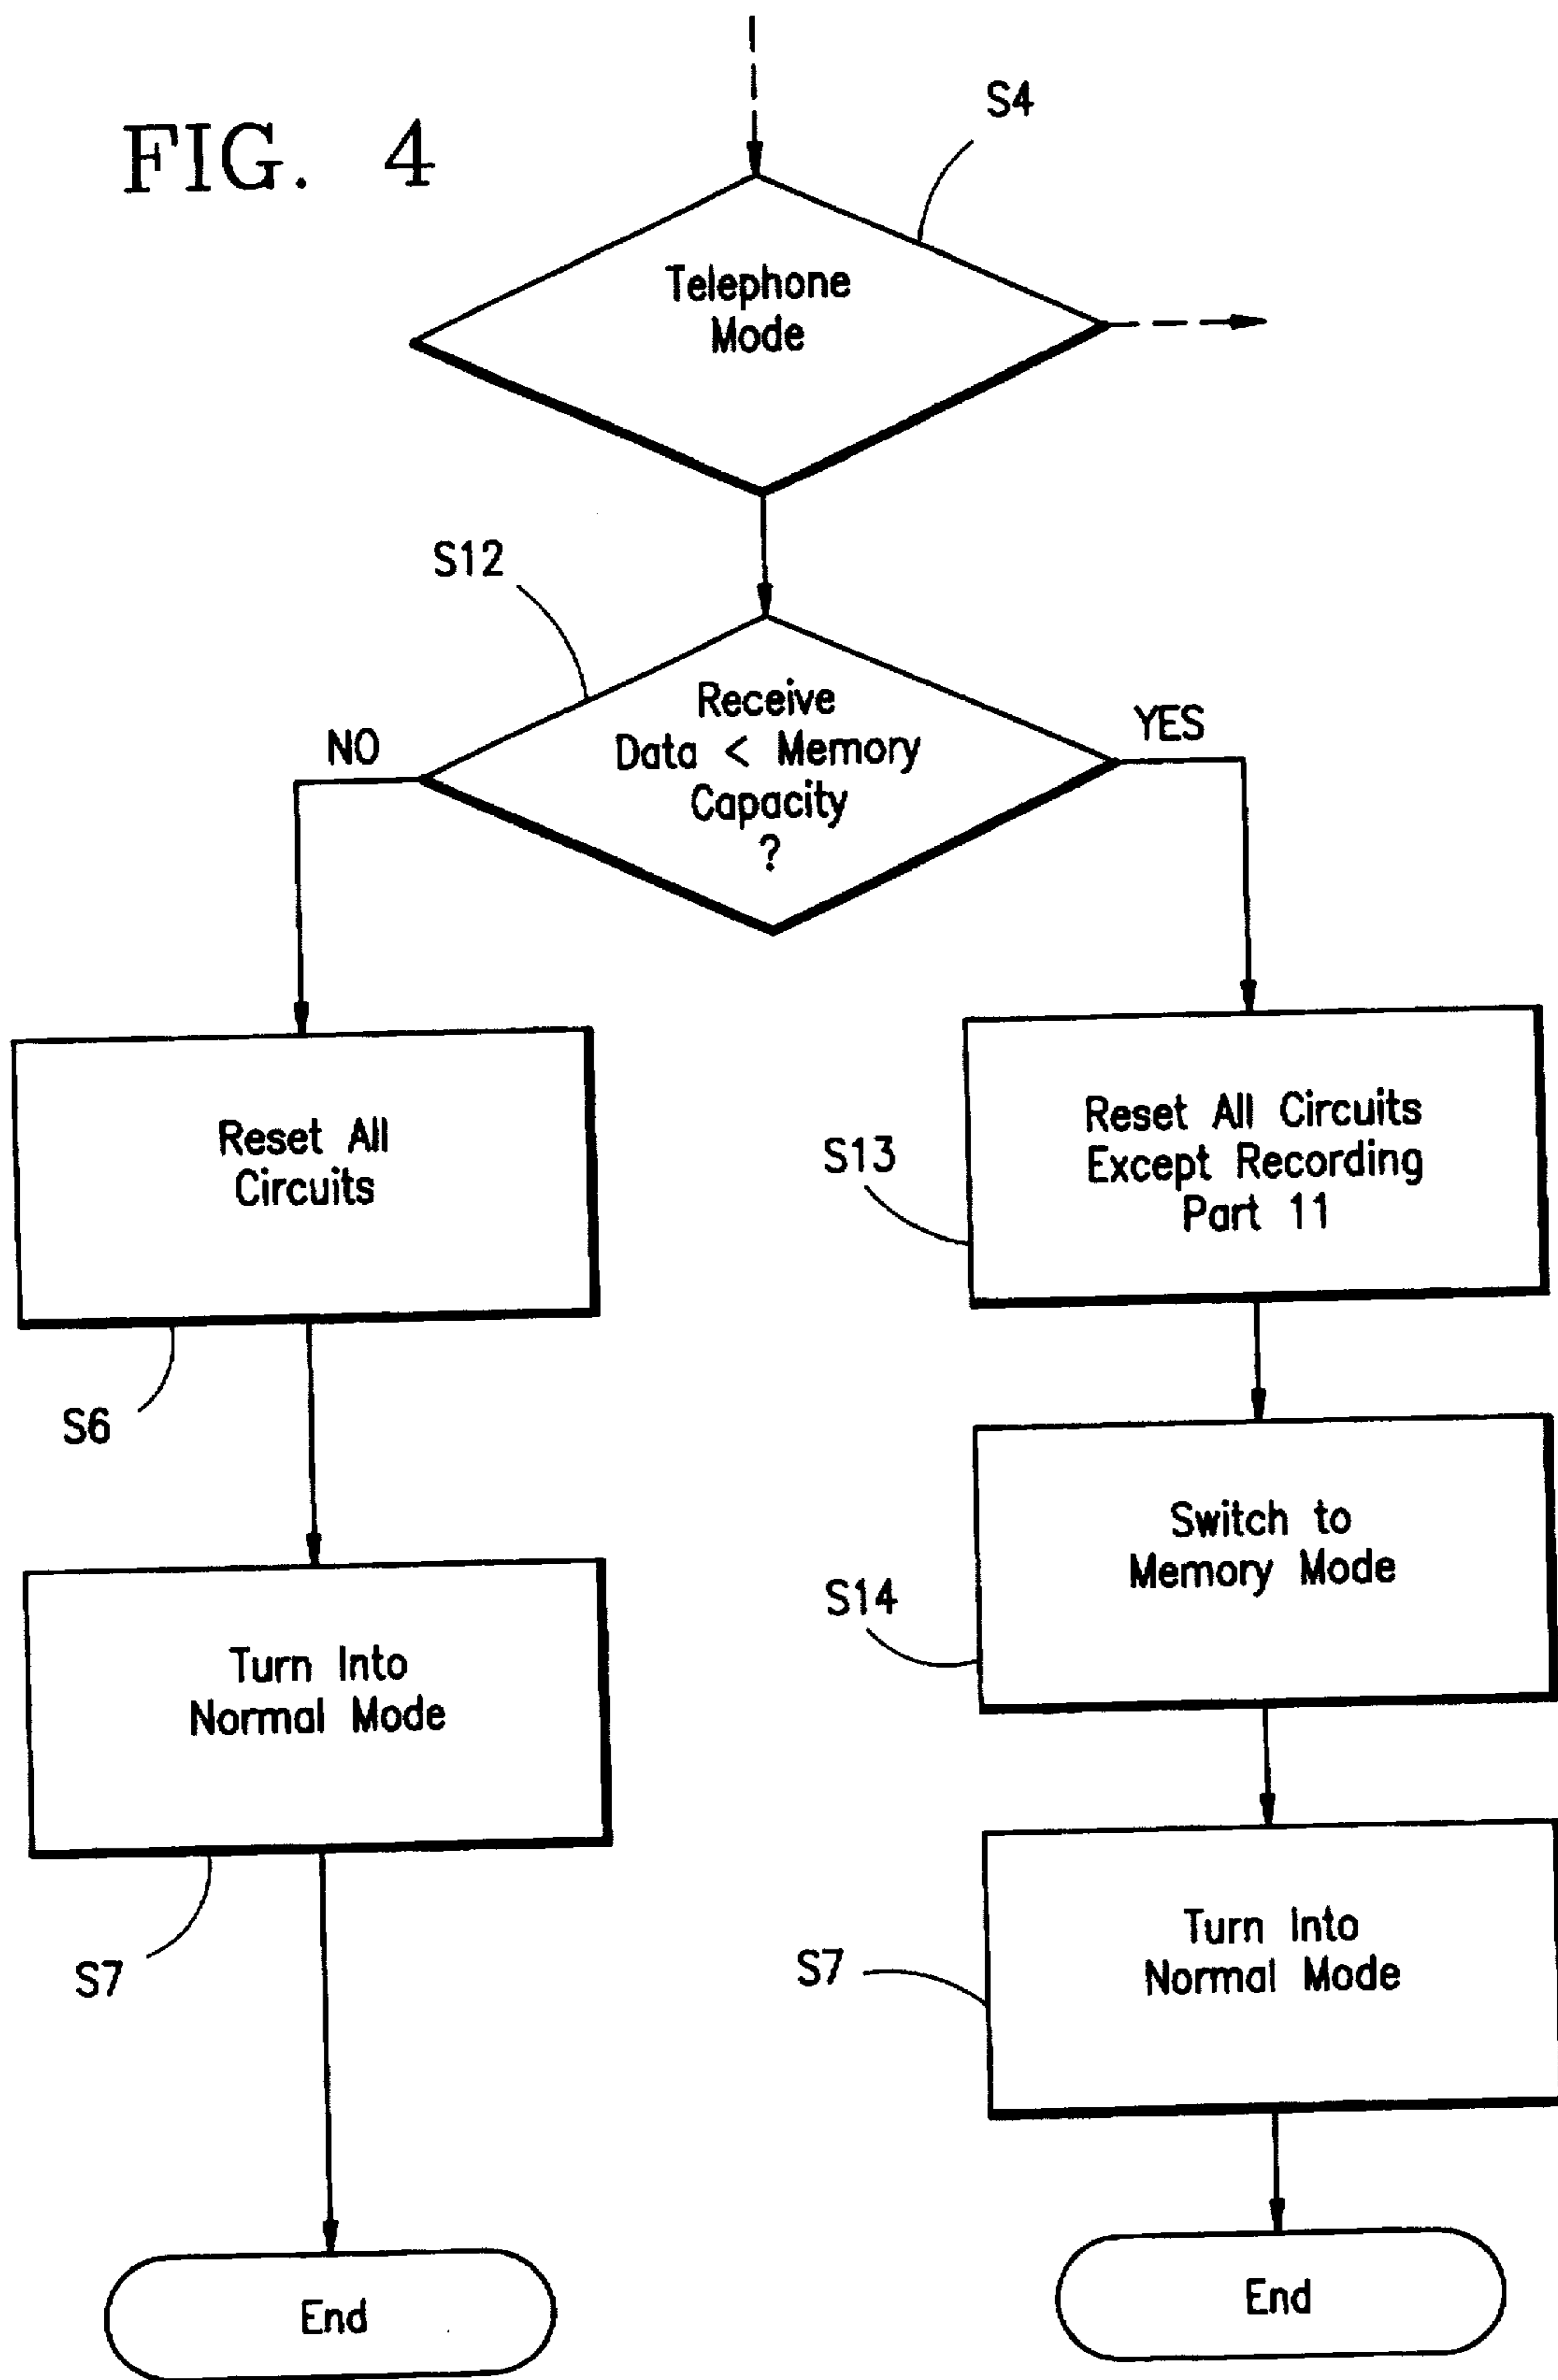 FIG. 4
S4
Telephone
Mode
S12
Receive
Data < Memory
Capacity
?
NO
YES
Reset All
Circuits
S6
Reset All Circuits
Except Recording
Part 11
S13
Turn Into
Normal Mode
S7
Switch to
Memory Mode
S14
Turn Into
Normal Mode
S7
End
End